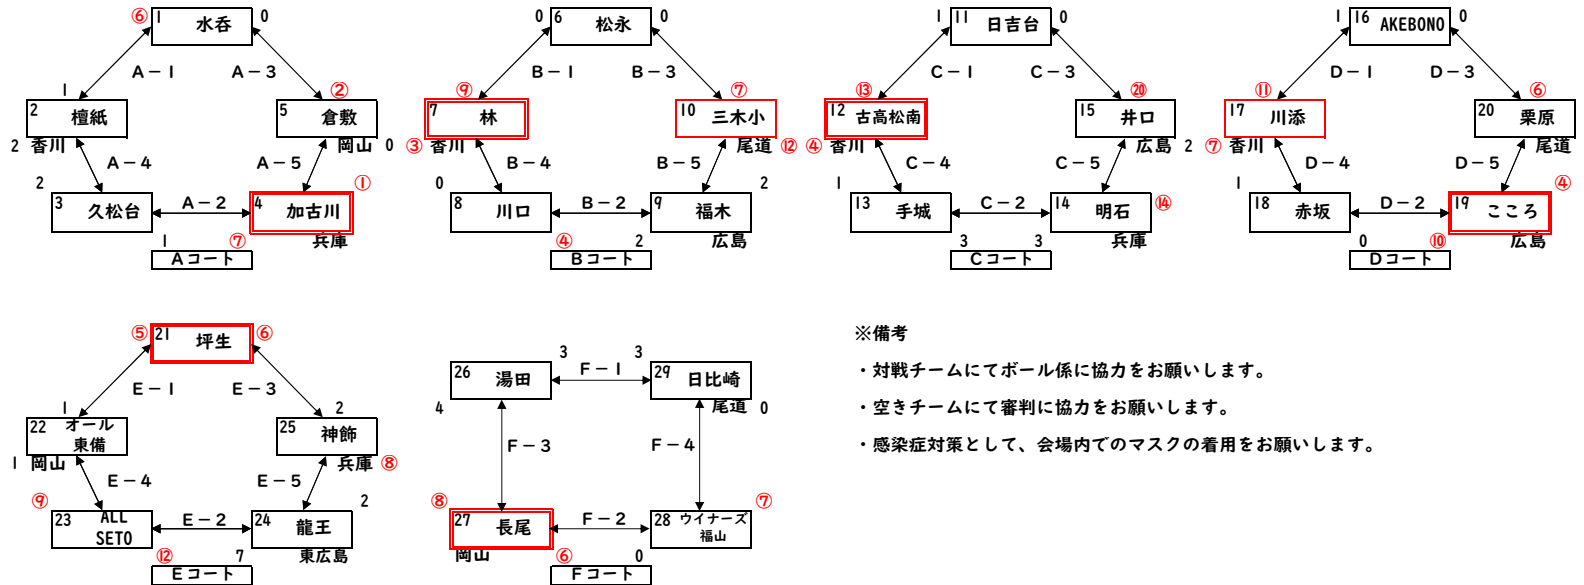 ⑥ 1 水呑 0
A-1 A-3
1 ②
2 檀紙 5 倉敷
2 香川 岡山 0
A-4 A-5
2 ①
3 久松台 A-2 4 加古川
1 ⑦ 兵庫
Aコート
0 6 松永 0
B-1 B-3
⑨ ⑦
7 林 10 三木小
③ 香川 尾道 ⑫
B-4 B-5
0 2
8 川口 B-2 9 福木
④ 2 広島
Bコート
1 11 日吉台 0
C-1 C-3
⑬ ⑳
12 古高松南 15 井口
④ 香川 広島 2
C-4 C-5
1
13 手城 C-2 14 明石 ⑭
3 3 兵庫
Cコート
1 16 AKEBONO 0
D-1 D-3
⑪ ⑥
17 川添 20 栗原
⑦ 香川 尾道
D-4 D-5
1 ④
18 赤坂 D-2 19 こころ
0 ⑩ 広島
Dコート
⑤ 21 坪生 ⑥
E-1 E-3
1 2
22 オール 25 神飾
東備
1 岡山 兵庫 ⑧
E-4 E-5
⑨ 2
23 ALL E-2 24 龍王
SETO
⑫ 7 東広島
Eコート
3 3
26 湯田 F-1 29 日比崎
4 尾道 0
F-3 F-4
⑧ ⑦
27 長尾 F-2 28 ウイナーズ
福山
岡山 ⑥ 0
Fコート
※備考
・対戦チームにてボール係に協力をお願いします。
・空きチームにて審判に協力をお願いします。
・感染症対策として、会場内でのマスクの着用をお願いします。